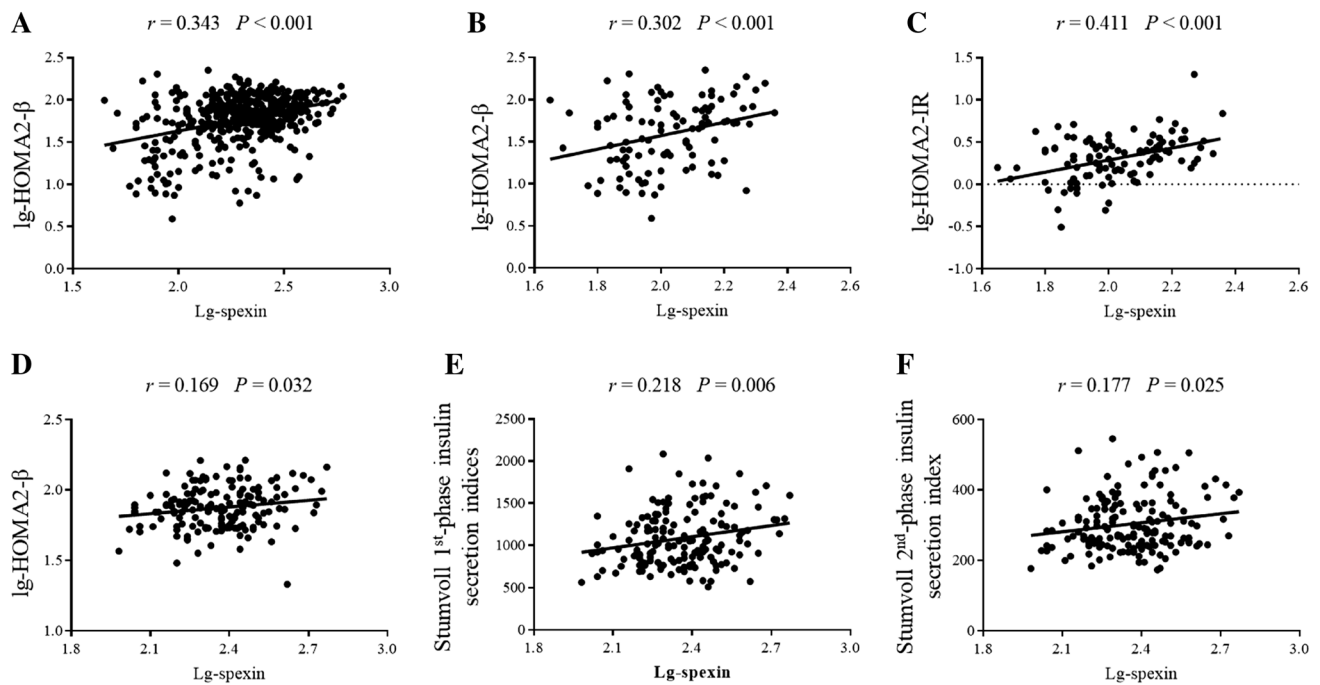 A
r = 0.343 P < 0.001
lg-HOMA2-β
2.5
2.0
1.5
1.0
0.5
0.0
1.5 2.0 2.5 3.0
Lg-spexin
B
r = 0.302 P < 0.001
lg-HOMA2-β
2.5
2.0
1.5
1.0
0.5
0.0
1.6 1.8 2.0 2.2 2.4 2.6
Lg-spexin
C
r = 0.411 P < 0.001
lg-HOMA2-IR
1.5
1.0
0.5
0.0
-0.5
-1.0
1.6 1.8 2.0 2.2 2.4 2.6
Lg-spexin
D
r = 0.169 P = 0.032
lg-HOMA2-β
2.5
2.0
1.5
1.0
1.8 2.1 2.4 2.7 3.0
Lg-spexin
E
r = 0.218 P = 0.006
Stumvoll 1st-phase insulin
secretion indices
2500
2000
1500
1000
500
0
1.8 2.1 2.4 2.7 3.0
Lg-spexin
F
r = 0.177 P = 0.025
Stumvoll 2nd-phase insulin
secretion index
600
400
200
0
1.8 2.1 2.4 2.7 3.0
Lg-spexin